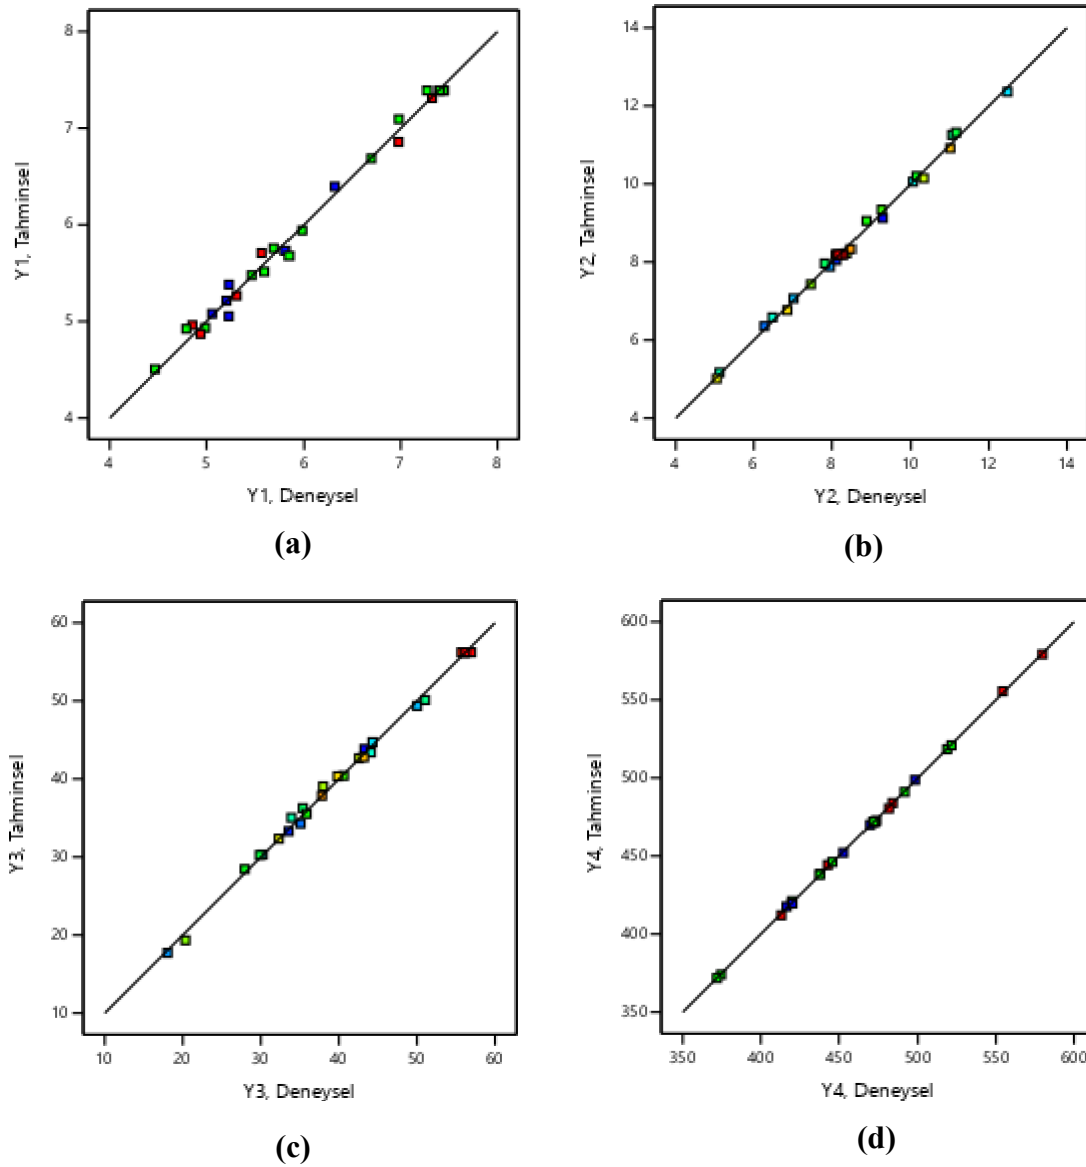 8
7
6
5
4
4 5 6 7 8
Y1, Tahminsel
Y1, Deneysel
(a)
14
12
10
8
6
4
4 6 8 10 12 14
Y2, Tahminsel
Y2, Deneysel
(b)
60
50
40
30
20
10
10 20 30 40 50 60
Y3, Tahminsel
Y3, Deneysel
(c)
600
550
500
450
400
350
350 400 450 500 550 600
Y4, Tahminsel
Y4, Deneysel
(d)